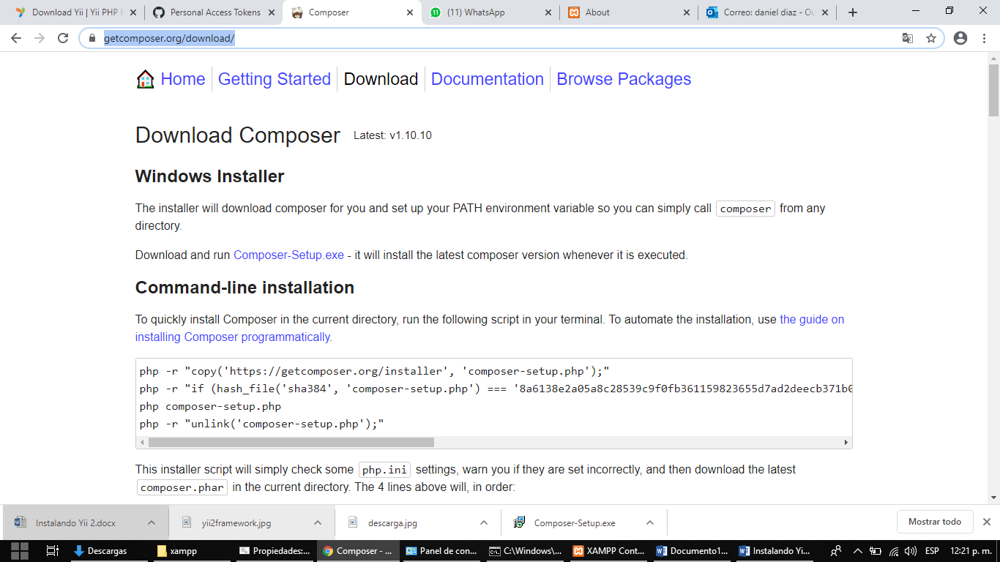 Download Yii | Yii PHP F
Personal Access Tokens
Composer
(11) WhatsApp
About
Correo: daniel diaz - Ou
getcomposer.org/download/
Home
Getting Started
Download
Documentation
Browse Packages
Download Composer Latest: v1.10.10
Windows Installer
The installer will download composer for you and set up your PATH environment variable so you can simply call composer from any
directory.
Download and run Composer-Setup.exe - it will install the latest composer version whenever it is executed.
Command-line installation
To quickly install Composer in the current directory, run the following script in your terminal. To automate the installation, use the guide on
installing Composer programmatically.
php -r "copy('https://getcomposer.org/installer', 'composer-setup.php');"
php -r "if (hash_file('sha384', 'composer-setup.php') === '8a6138e2a05a8c28539c9f0fb361159823655d7ad2deecb371b0
php composer-setup.php
php -r "unlink('composer-setup.php');"
This installer script will simply check some php.ini settings, warn you if they are set incorrectly, and then download the latest
composer.phar in the current directory. The 4 lines above will, in order:
Instalando Yii 2.docx
yii2framework.jpg
descarga.jpg
Composer-Setup.exe
Mostrar todo
Descargas
xampp
Propiedades:...
Composer - ...
Panel de con...
C:\Windows\...
XAMPP Cont...
Documento1...
Instalando Yi...
ESP
12:21 p. m.